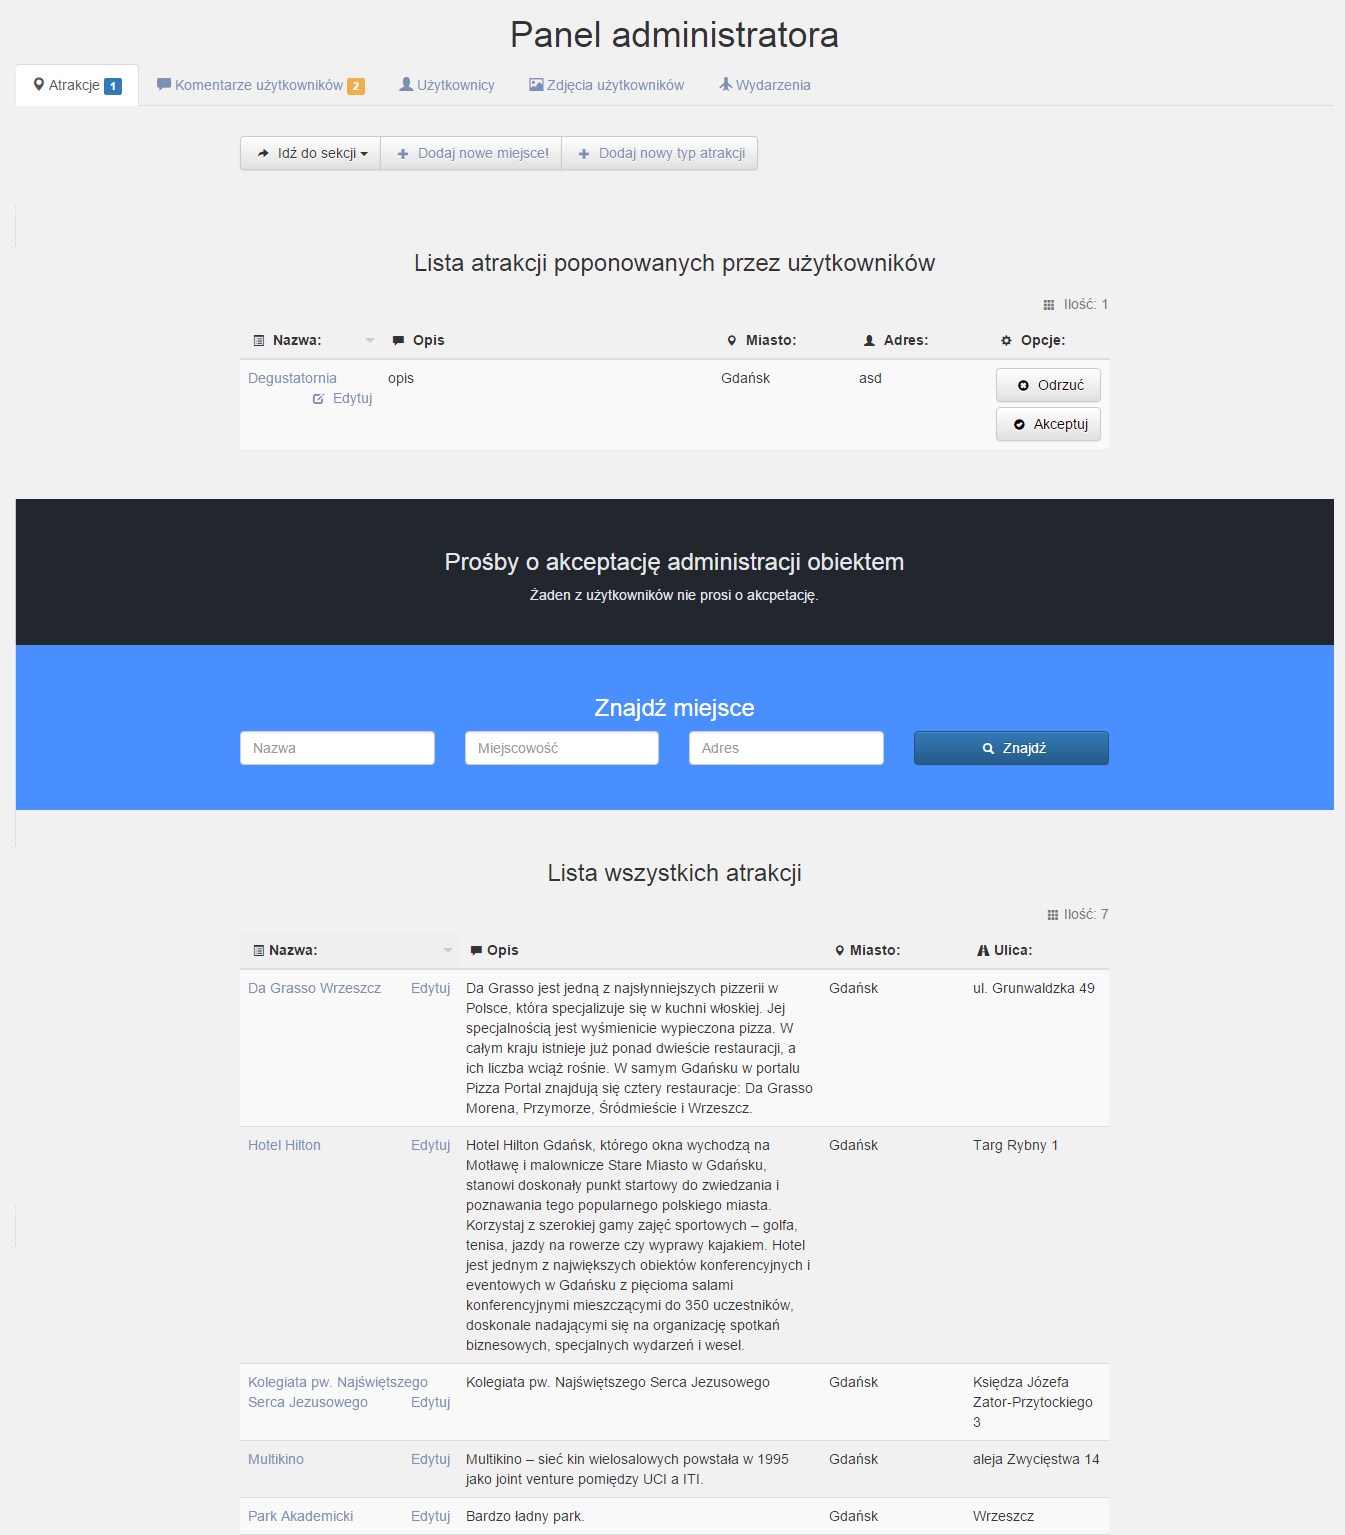 Panel administratora
Atrakcje 1 Komentarze użytkowników 2 Użytkownicy Zdjęcia użytkowników Wydarzenia
Idź do sekcji Dodaj nowe miejsce! Dodaj nowy typ atrakcji
Lista atrakcji poponowanych przez użytkowników
Ilość: 1
Nazwa: Opis Miasto: Adres: Opcje:
Degustatornia opis Gdańsk asd Odrzuć
Edytuj
Akceptuj
Prośby o akceptację administracji obiektem
Żaden z użytkowników nie prosi o akcpetację.
Znajdź miejsce
Nazwa Miejscowość Adres Znajdź
Lista wszystkich atrakcji
Ilość: 7
Nazwa: Opis Miasto: Ulica:
Da Grasso Wrzeszcz Edytuj Da Grasso jest jedną z najsłynniejszych pizzerii w Gdańsk ul. Grunwaldzka 49
Polsce, która specjalizuje się w kuchni włoskiej. Jej
specjalnością jest wyśmienicie wypieczona pizza. W
całym kraju istnieje już ponad dwieście restauracji, a
ich liczba wciąż rośnie. W samym Gdańsku w portalu
Pizza Portal znajdują się cztery restauracje: Da Grasso
Morena, Przymorze, Śródmieście i Wrzeszcz.
Hotel Hilton Edytuj Hotel Hilton Gdańsk, którego okna wychodzą na Gdańsk Targ Rybny 1
Motławę i malownicze Stare Miasto w Gdańsku,
stanowi doskonały punkt startowy do zwiedzania i
poznawania tego popularnego polskiego miasta.
Korzystaj z szerokiej gamy zajęć sportowych – golfa,
tenisa, jazdy na rowerze czy wyprawy kajakiem. Hotel
jest jednym z największych obiektów konferencyjnych i
eventowych w Gdańsku z pięcioma salami
konferencyjnymi mieszczącymi do 350 uczestników,
doskonale nadającymi się na organizację spotkań
biznesowych, specjalnych wydarzeń i wesel.
Kolegiata pw. Najświętszego Kolegiata pw. Najświętszego Serca Jezusowego Gdańsk Księdza Józefa
Serca Jezusowego Edytuj Zator-Przytockiego
3
Multikino Edytuj Multikino – sieć kin wielosalowych powstała w 1995 Gdańsk aleja Zwycięstwa 14
jako joint venture pomiędzy UCI a ITI.
Park Akademicki Edytuj Bardzo ładny park. Gdańsk Wrzeszcz